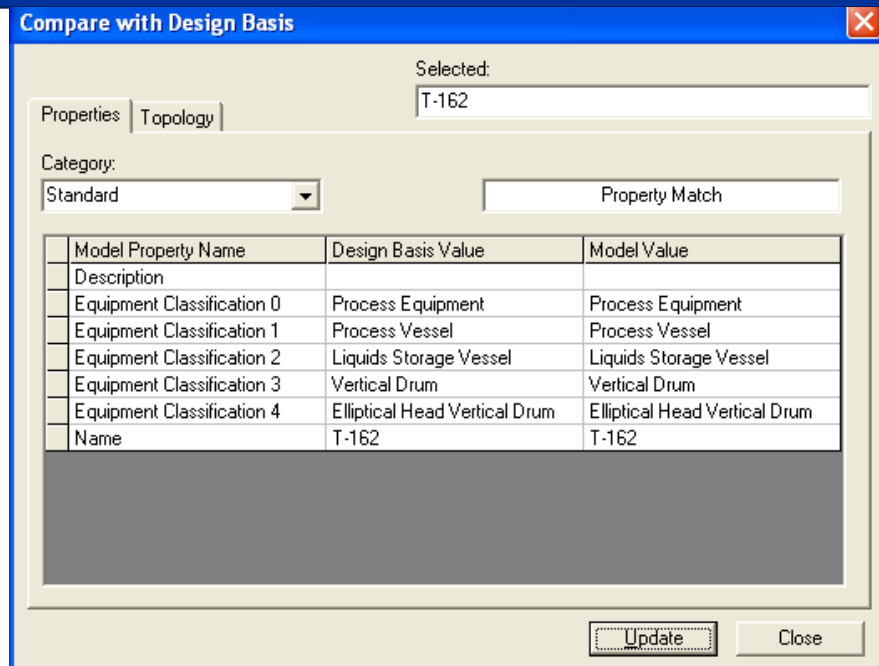 Compare with Design Basis
Selected:
T-162
Properties Topology
Category:
Standard Property Match
Model Property Name Design Basis Value Model Value
Description
Equipment Classification 0 Process Equipment Process Equipment
Equipment Classification 1 Process Vessel Process Vessel
Equipment Classification 2 Liquids Storage Vessel Liquids Storage Vessel
Equipment Classification 3 Vertical Drum Vertical Drum
Equipment Classification 4 Elliptical Head Vertical Drum Elliptical Head Vertical Drum
Name T-162 T-162
Update Close